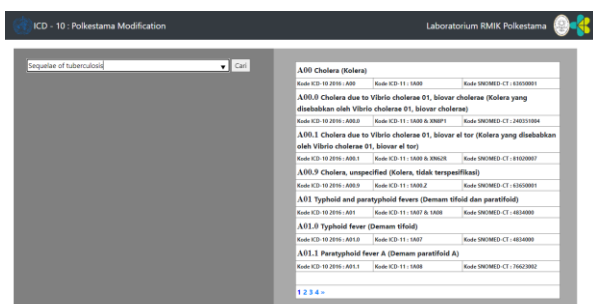 ICD - 10 : Polkestama Modification
Laboratorium RMIK Polkestama
Sequelae of tuberculosis
Cari
A00 Cholera (Kolera)
Kode ICD-10 2016 : A00 Kode ICD-11 : 1A00 Kode SNOMED-CT : 63650001
A00.0 Cholera due to Vibrio cholerae 01, biovar cholerae (Kolera yang
disebabkan oleh Vibrio cholerae 01, biovar cholerae)
Kode ICD-10 2016 : A00.0 Kode ICD-11 : 1A00 & XN8P1 Kode SNOMED-CT : 240351004
A00.1 Cholera due to Vibrio cholerae 01, biovar el tor (Kolera yang disebabkan
oleh Vibrio cholerae 01, biovar el tor)
Kode ICD-10 2016 : A00.1 Kode ICD-11 : 1A00 & XN62R Kode SNOMED-CT : 81020007
A00.9 Cholera, unspecified (Kolera, tidak terspesifikasi)
Kode ICD-10 2016 : A00.9 Kode ICD-11 : 1A00.Z Kode SNOMED-CT : 63650001
A01 Typhoid and paratyphoid fevers (Demam tifoid dan paratifoid)
Kode ICD-10 2016 : A01 Kode ICD-11 : 1A07 & 1A08 Kode SNOMED-CT : 4834000
A01.0 Typhoid fever (Demam tifoid)
Kode ICD-10 2016 : A01.0 Kode ICD-11 : 1A07 Kode SNOMED-CT : 4834000
A01.1 Paratyphoid fever A (Demam paratifoid A)
Kode ICD-10 2016 : A01.1 Kode ICD-11 : 1A08 Kode SNOMED-CT : 76623002
1 2 3 4 »